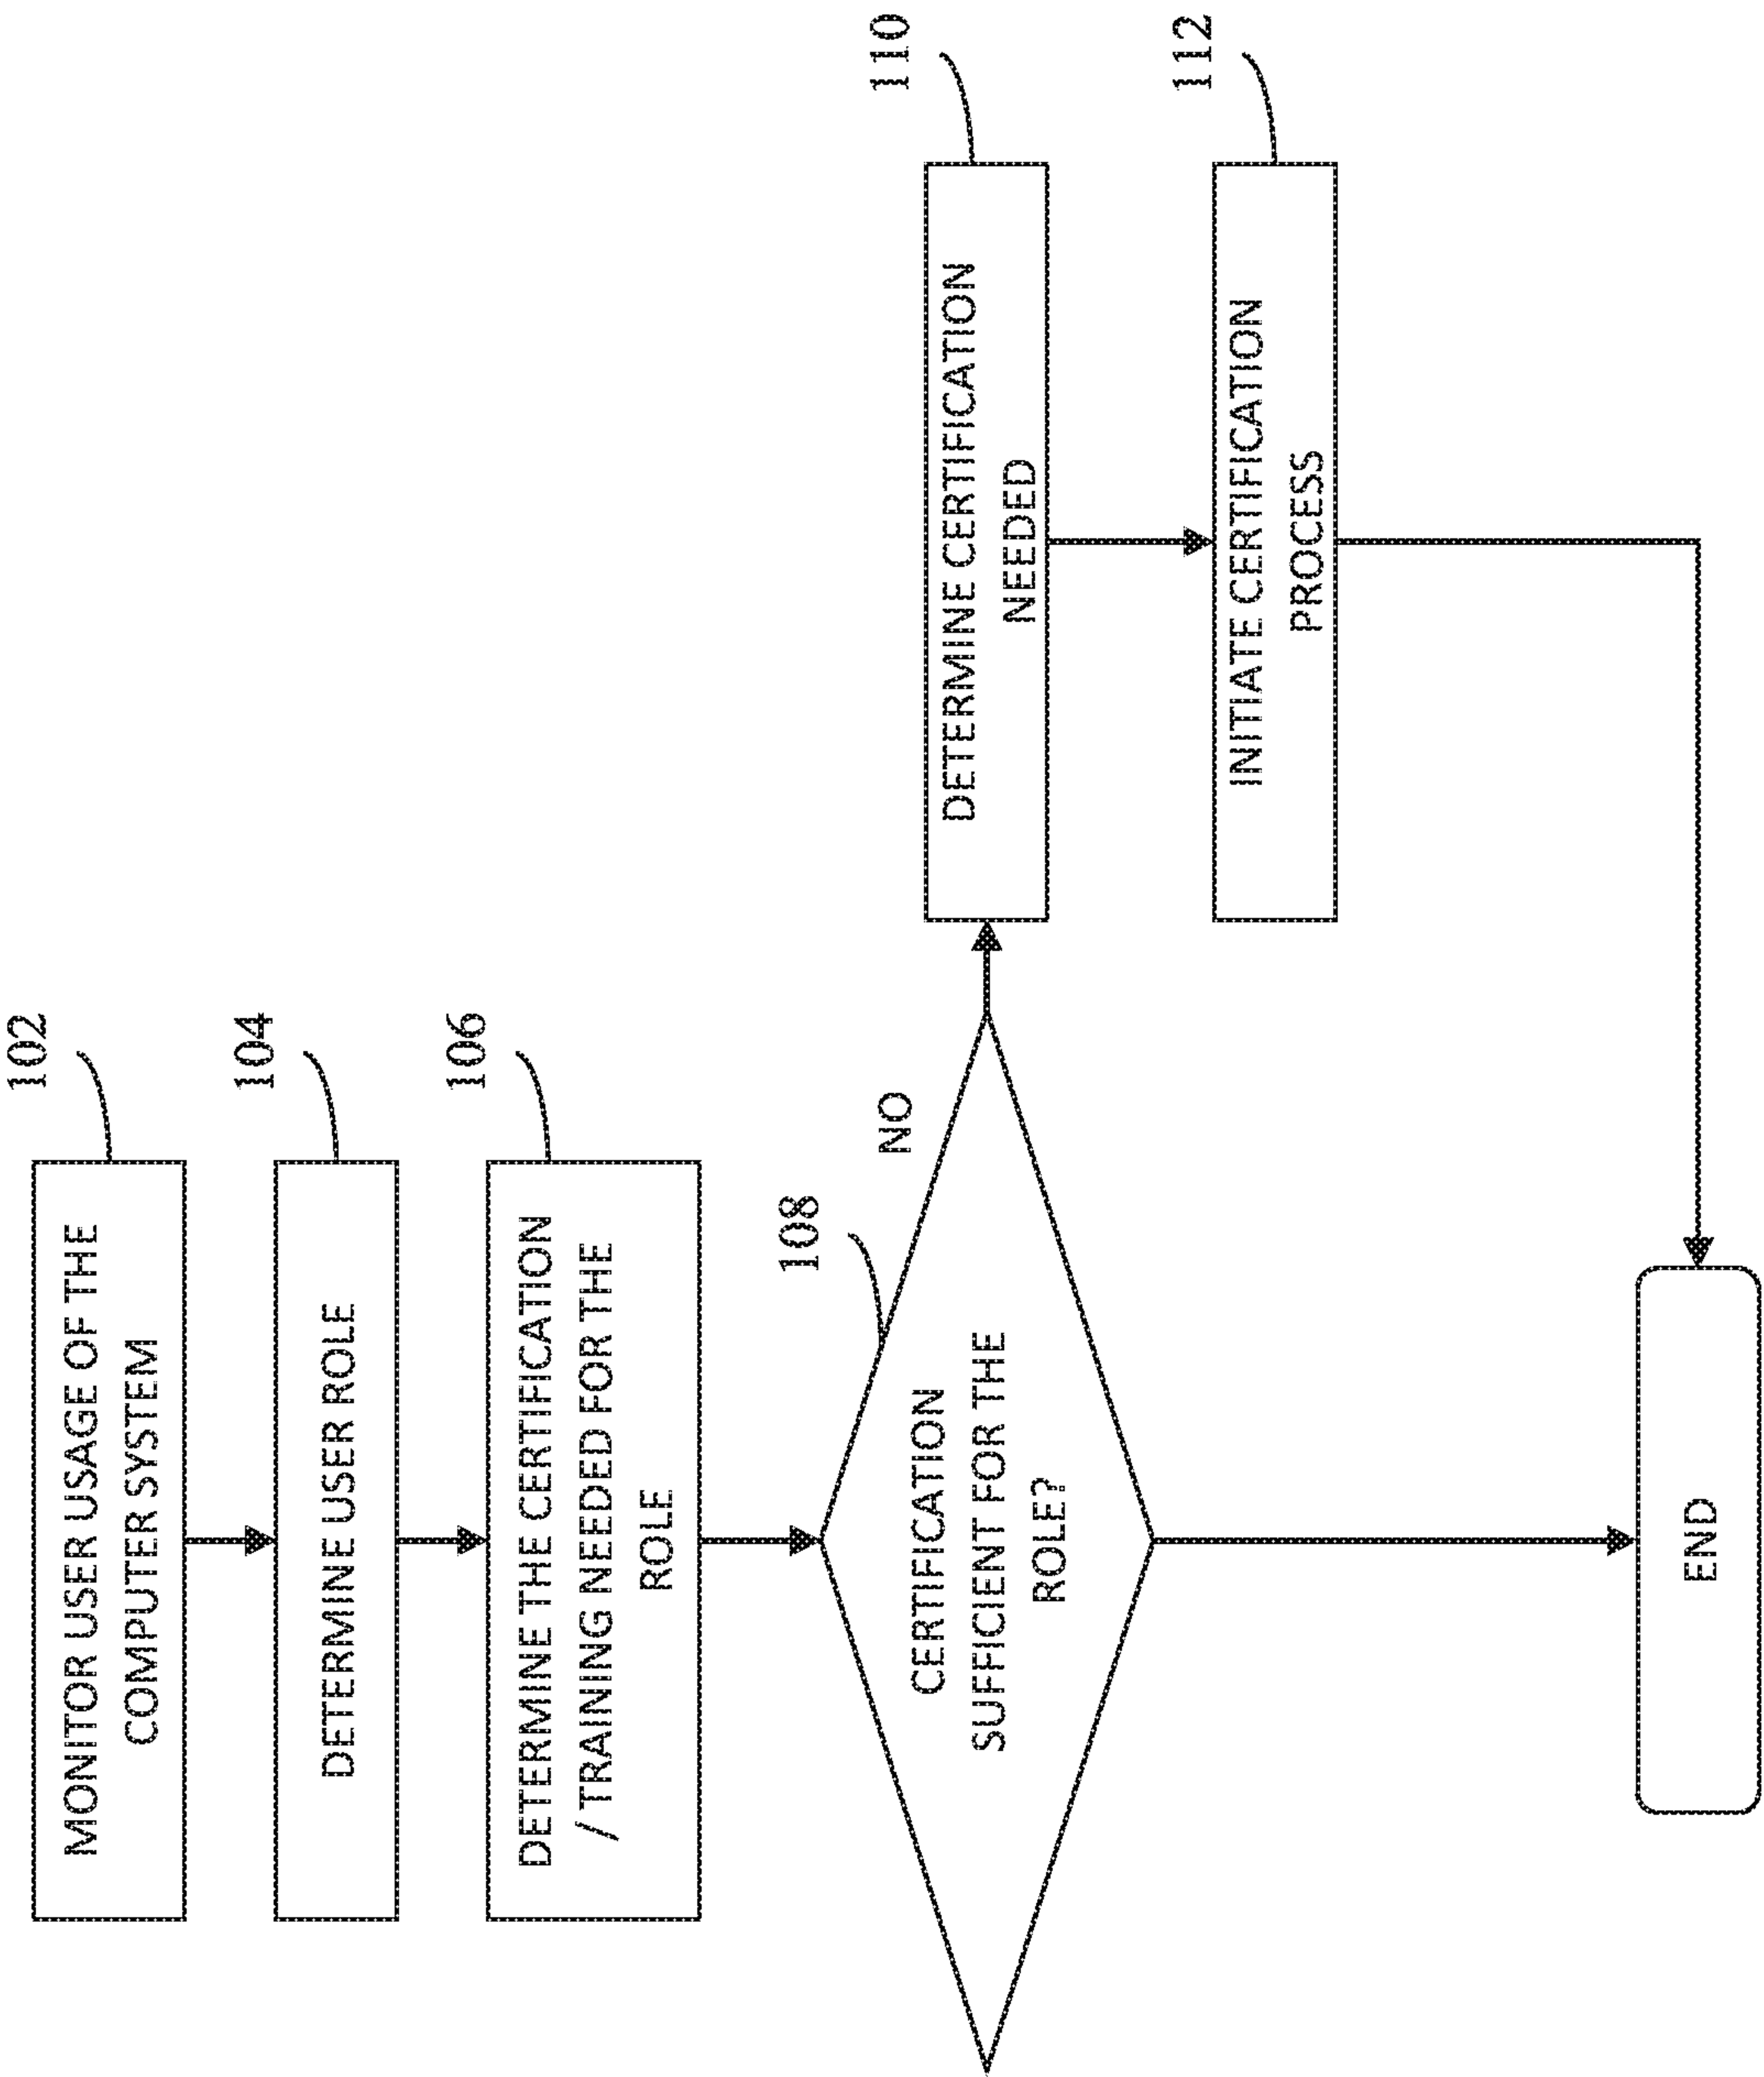 102
MONITOR USER USAGE OF THE
COMPUTER SYSTEM
104
DETERMINE USER ROLE
106
DETERMINE THE CERTIFICATION
/ TRAINING NEEDED FOR THE
ROLE
108
CERTIFICATION
SUFFICIENT FOR THE
ROLE?
NO
110
DETERMINE CERTIFICATION
NEEDED
112
INITIATE CERTIFICATION
PROCESS
END